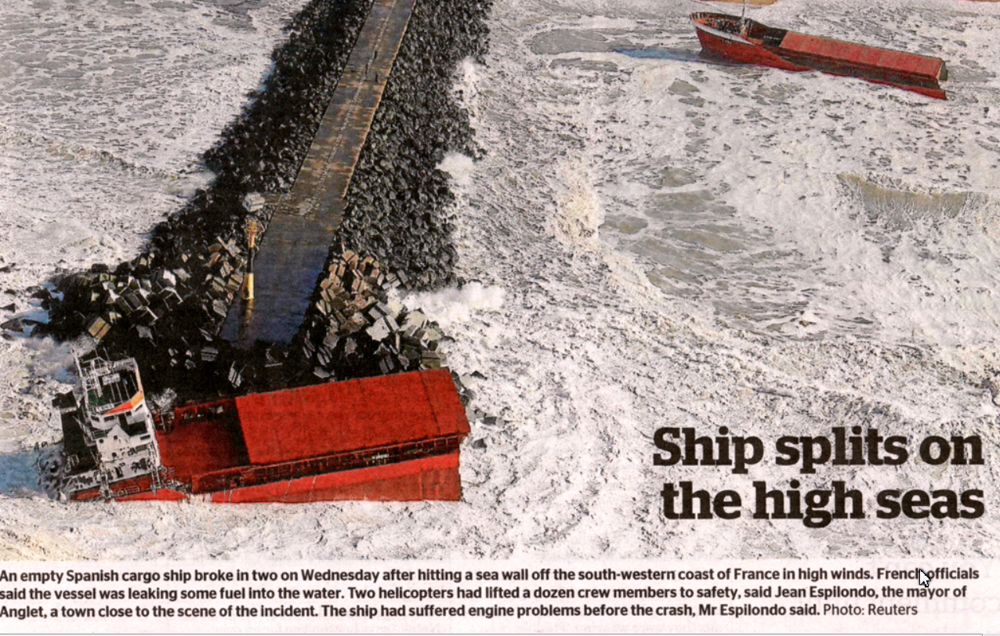 Ship splits on
the high seas
An empty Spanish cargo ship broke in two on Wednesday after hitting a sea wall off the south-western coast of France in high winds. French officials
said the vessel was leaking some fuel into the water. Two helicopters had lifted a dozen crew members to safety, said Jean Espilondo, the mayor of
Anglet, a town close to the scene of the incident. The ship had suffered engine problems before the crash, Mr Espilondo said. Photo: Reuters